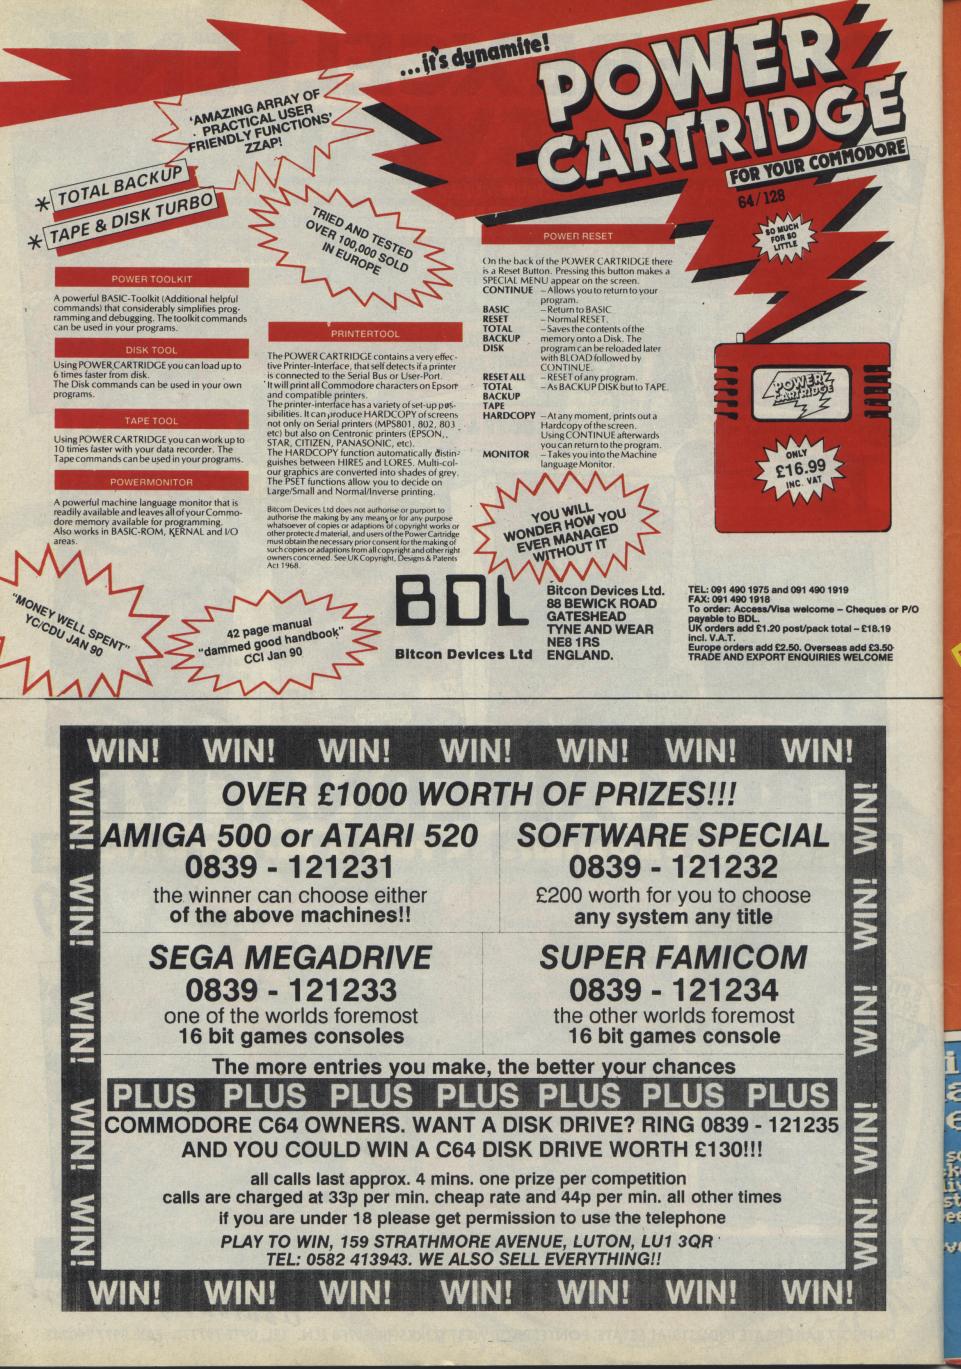 ...it's dynamite!
POWER
CARTRIDGE
FOR YOUR COMMODORE
64/128
SO MUCH
FOR SO
LITTLE
'AMAZING ARRAY OF
PRACTICAL USER
FRIENDLY FUNCTIONS'
ZZAP!
* TOTAL BACKUP
* TAPE & DISK TURBO
TRIED AND TESTED
OVER 100,000 SOLD
IN EUROPE
POWER TOOLKIT
A powerful BASIC-Toolkit (Additional helpful
commands) that considerably simplifies prog-
ramming and debugging. The toolkit commands
can be used in your programs.
DISK TOOL
Using POWER CARTRIDGE you can load up to
6 times faster from disk.
The Disk commands can be used in your own
programs.
TAPE TOOL
Using POWER CARTRIDGE you can work up to
10 times faster with your data recorder. The
Tape commands can be used in your programs.
POWERMONITOR
A powerful machine language monitor that is
readily available and leaves all of your Commo-
dore memory available for programming.
Also works in BASIC-ROM, KERNAL and I/O
areas.
PRINTERTOOL
The POWER CARTRIDGE contains a very effec-
tive Printer-Interface, that self detects if a printer
is connected to the Serial Bus or User-Port.
It will print all Commodore characters on Epson
and compatible printers.
The printer-interface has a variety of set-up pos-
sibilities. It can produce HARDCOPY of screens
not only on Serial printers (MPS801, 802, 803
etc) but also on Centronic printers (EPSON,
STAR, CITIZEN, PANASONIC, etc).
The HARDCOPY function automatically distin-
guishes between HIRES and LORES. Multi-col-
our graphics are converted into shades of grey.
The PSET functions allow you to decide on
Large/Small and Normal/Inverse printing.
Bitcom Devices Ltd does not authorise or purport to
authorise the making by any means or for any purpose
whatsoever of copies or adaptions of copyright works or
other protected material, and users of the Power Cartridge
must obtain the necessary prior consent for the making of
such copies or adaptions from all copyright and other right
owners concerned. See UK Copyright, Designs & Patents
Act 1968.
POWER RESET
On the back of the POWER CARTRIDGE there
is a Reset Button. Pressing this button makes a
SPECIAL MENU appear on the screen.
CONTINUE – Allows you to return to your
program.
BASIC – Return to BASIC
RESET – Normal RESET.
TOTAL – Saves the contents of the
BACKUP memory onto a Disk. The
DISK program can be reloaded later
with BLOAD followed by
CONTINUE.
RESET ALL – RESET of any program.
TOTAL – As BACKUP DISK but to TAPE.
BACKUP
TAPE
HARDCOPY – At any moment, prints out a
Hardcopy of the screen.
Using CONTINUE afterwards
you can return to the program.
MONITOR – Takes you into the Machine
language Monitor.
POWER
CARTRIDGE
ONLY
£16.99
INC. VAT
YOU WILL
WONDER HOW YOU
EVER MANAGED
WITHOUT IT
"MONEY WELL SPENT"
YC/CDU JAN 90
42 page manual
"dammed good handbook"
CCI Jan 90
BDL
Bitcon Devices Ltd
Bitcon Devices Ltd.
88 BEWICK ROAD
GATESHEAD
TYNE AND WEAR
NE8 1RS
ENGLAND.
TEL: 091 490 1975 and 091 490 1919
FAX: 091 490 1918
To order: Access/Visa welcome – Cheques or P/O
payable to BDL.
UK orders add £1.20 post/pack total – £18.19
incl. V.A.T.
Europe orders add £2.50. Overseas add £3.50
TRADE AND EXPORT ENQUIRIES WELCOME
WIN! WIN! WIN! WIN! WIN! WIN! WIN!
WIN! WIN! WIN! WIN! WIN!
OVER £1000 WORTH OF PRIZES!!!
AMIGA 500 or ATARI 520
0839 - 121231
the winner can choose either
of the above machines!!
SOFTWARE SPECIAL
0839 - 121232
£200 worth for you to choose
any system any title
SEGA MEGADRIVE
0839 - 121233
one of the worlds foremost
16 bit games consoles
SUPER FAMICOM
0839 - 121234
the other worlds foremost
16 bit games console
The more entries you make, the better your chances
PLUS PLUS PLUS PLUS PLUS PLUS PLUS
COMMODORE C64 OWNERS. WANT A DISK DRIVE? RING 0839 - 121235
AND YOU COULD WIN A C64 DISK DRIVE WORTH £130!!!
all calls last approx. 4 mins. one prize per competition
calls are charged at 33p per min. cheap rate and 44p per min. all other times
if you are under 18 please get permission to use the telephone
PLAY TO WIN, 159 STRATHMORE AVENUE, LUTON, LU1 3QR
TEL: 0582 413943. WE ALSO SELL EVERYTHING!!
WIN! WIN! WIN! WIN! WIN!
WIN! WIN! WIN! WIN! WIN! WIN! WIN!